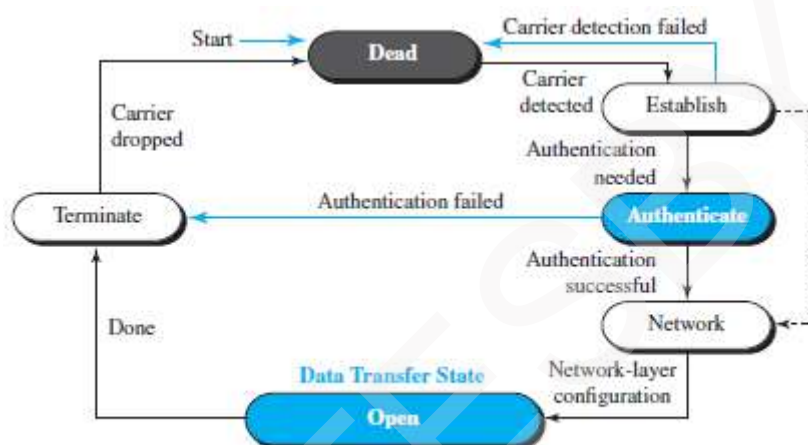 Start
Dead
Carrier detection failed
Carrier
detected
Establish
Carrier
dropped
Authentication
needed
Terminate
Authentication failed
Authenticate
Authentication
successful
Network
Done
Data Transfer State
Network-layer
configuration
Open